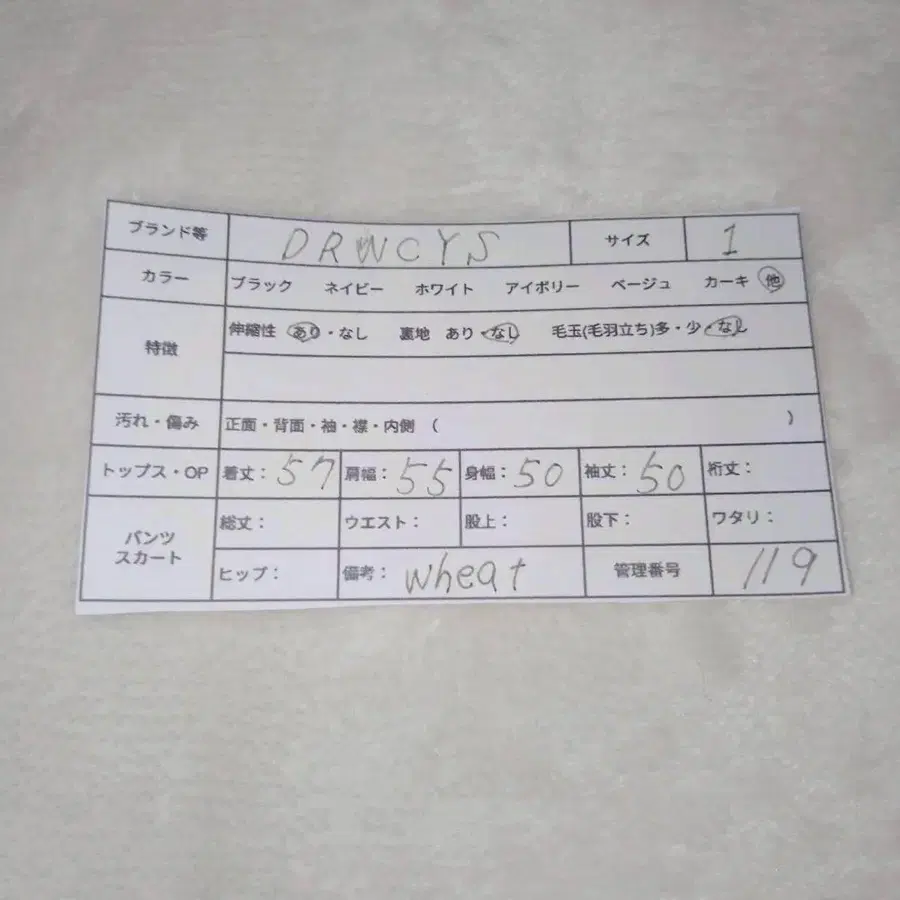 ブランド等 DRWCYS サイズ 1
カラー ブラック ネイビー ホワイト アイボリー ベージュ カーキ 他
特徴 伸縮性 あり・なし 裏地 あり・なし 毛玉(毛羽立ち)多・少・なし
汚れ・傷み 正面・背面・袖・襟・内側 ( )
トップス・OP 着丈:57 肩幅:55 身幅:50 袖丈:50 裄丈:
パンツ スカート 総丈: ウエスト: 股上: 股下: ワタリ:
ヒップ: 備考:wheat 管理番号 119